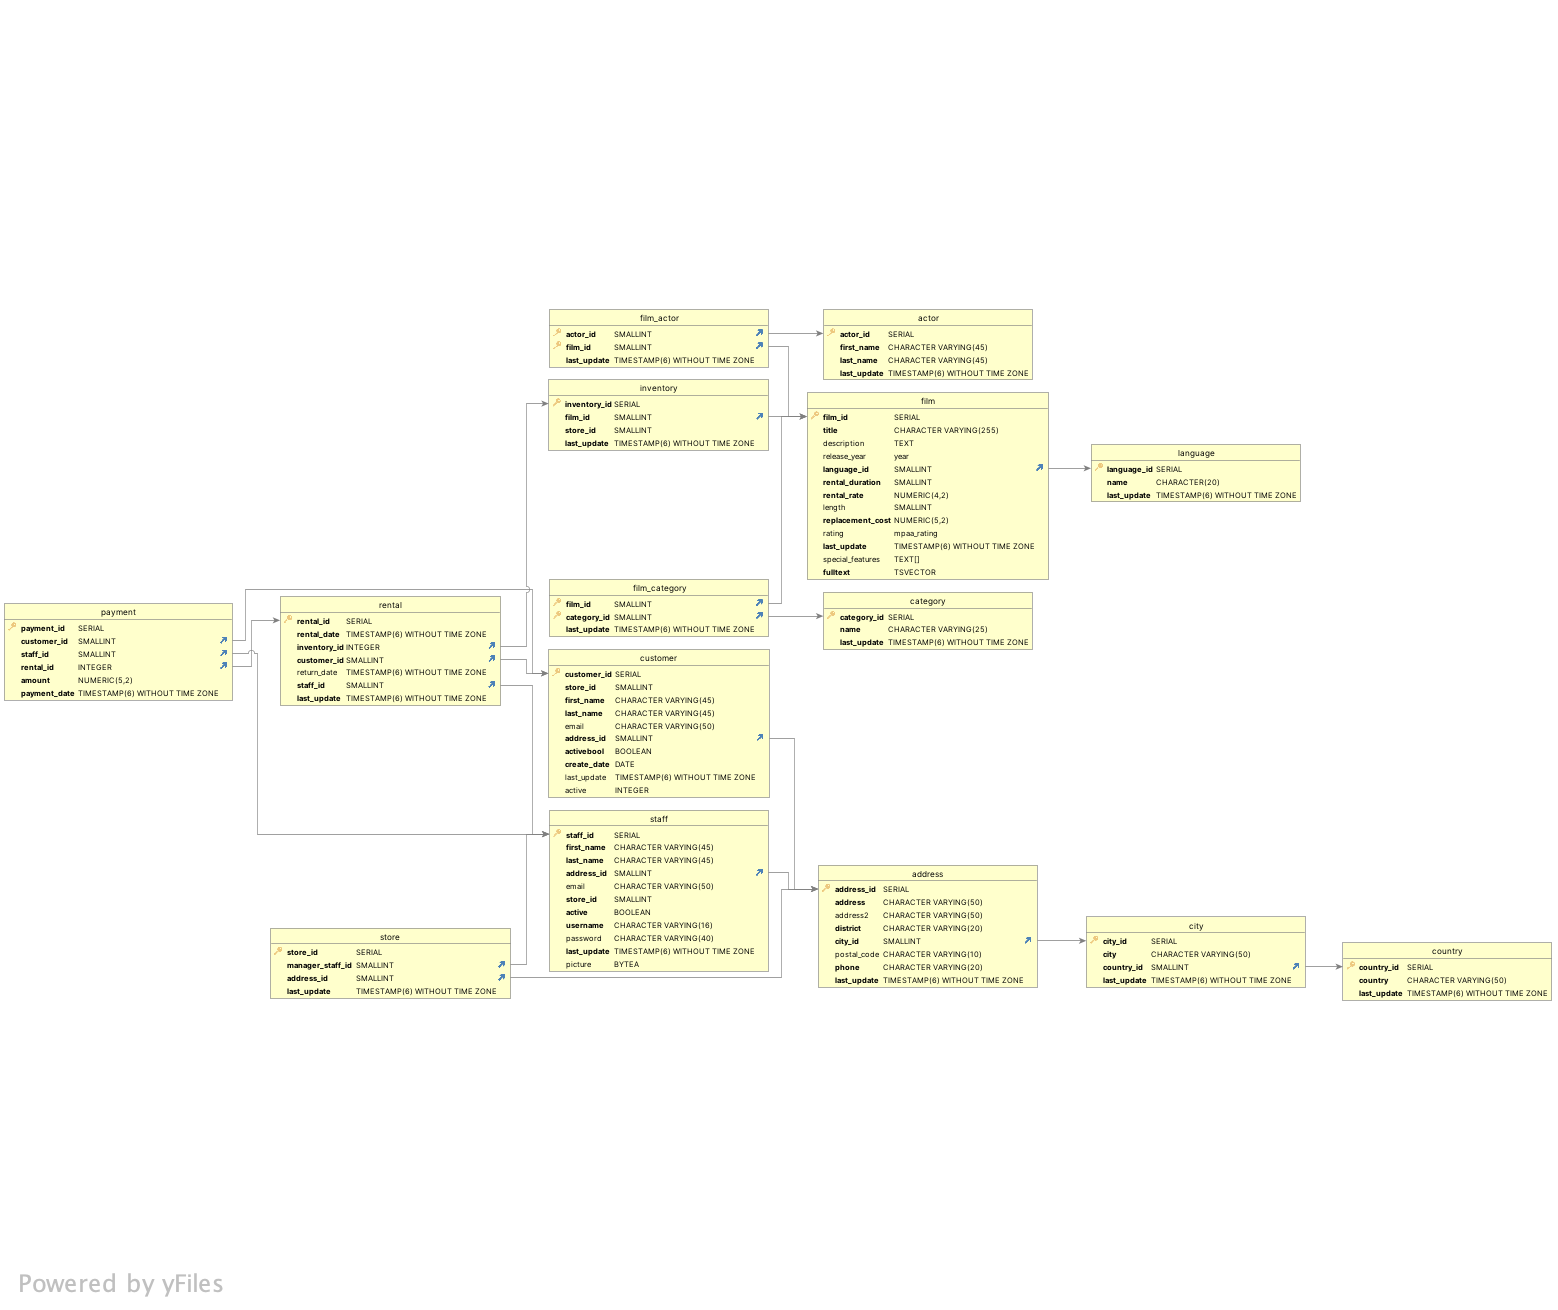 film_actor
actor_id SMALLINT
film_id SMALLINT
last_update TIMESTAMP(6) WITHOUT TIME ZONE
actor
actor_id SERIAL
first_name CHARACTER VARYING(45)
last_name CHARACTER VARYING(45)
last_update TIMESTAMP(6) WITHOUT TIME ZONE
inventory
inventory_id SERIAL
film_id SMALLINT
store_id SMALLINT
last_update TIMESTAMP(6) WITHOUT TIME ZONE
film
film_id SERIAL
title CHARACTER VARYING(255)
description TEXT
release_year year
language_id SMALLINT
rental_duration SMALLINT
rental_rate NUMERIC(4,2)
length SMALLINT
replacement_cost NUMERIC(5,2)
rating mpaa_rating
last_update TIMESTAMP(6) WITHOUT TIME ZONE
special_features TEXT[]
fulltext TSVECTOR
language
language_id SERIAL
name CHARACTER(20)
last_update TIMESTAMP(6) WITHOUT TIME ZONE
film_category
film_id SMALLINT
category_id SMALLINT
last_update TIMESTAMP(6) WITHOUT TIME ZONE
category
category_id SERIAL
name CHARACTER VARYING(25)
last_update TIMESTAMP(6) WITHOUT TIME ZONE
payment
payment_id SERIAL
customer_id SMALLINT
staff_id SMALLINT
rental_id INTEGER
amount NUMERIC(5,2)
payment_date TIMESTAMP(6) WITHOUT TIME ZONE
rental
rental_id SERIAL
rental_date TIMESTAMP(6) WITHOUT TIME ZONE
inventory_id INTEGER
customer_id SMALLINT
return_date TIMESTAMP(6) WITHOUT TIME ZONE
staff_id SMALLINT
last_update TIMESTAMP(6) WITHOUT TIME ZONE
customer
customer_id SERIAL
store_id SMALLINT
first_name CHARACTER VARYING(45)
last_name CHARACTER VARYING(45)
email CHARACTER VARYING(50)
address_id SMALLINT
activebool BOOLEAN
create_date DATE
last_update TIMESTAMP(6) WITHOUT TIME ZONE
active INTEGER
staff
staff_id SERIAL
first_name CHARACTER VARYING(45)
last_name CHARACTER VARYING(45)
address_id SMALLINT
email CHARACTER VARYING(50)
store_id SMALLINT
active BOOLEAN
username CHARACTER VARYING(16)
password CHARACTER VARYING(40)
last_update TIMESTAMP(6) WITHOUT TIME ZONE
picture BYTEA
store
store_id SERIAL
manager_staff_id SMALLINT
address_id SMALLINT
last_update TIMESTAMP(6) WITHOUT TIME ZONE
address
address_id SERIAL
address CHARACTER VARYING(50)
address2 CHARACTER VARYING(50)
district CHARACTER VARYING(20)
city_id SMALLINT
postal_code CHARACTER VARYING(10)
phone CHARACTER VARYING(20)
last_update TIMESTAMP(6) WITHOUT TIME ZONE
city
city_id SERIAL
city CHARACTER VARYING(50)
country_id SMALLINT
last_update TIMESTAMP(6) WITHOUT TIME ZONE
country
country_id SERIAL
country CHARACTER VARYING(50)
last_update TIMESTAMP(6) WITHOUT TIME ZONE
Powered by yFiles